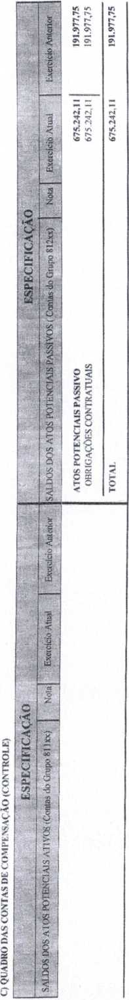 C) QUADRO DAS CONTAS DE COMPENSAÇÃO (CONTROLE)
ESPECIFICAÇÃO ESPECIFICAÇÃO
SALDOS DOS ATOS POTENCIAIS ATIVOS (Contas do Grupo 811xx) Nota Exercício Atual Exercício Anterior SALDOS DOS ATOS POTENCIAIS PASSIVOS ( Contas do Grupo 812xx) Nota Exercício Atual Exercício Anterior
ATOS POTENCIAIS PASSIVO 675.242,11 191.977,75
OBRIGAÇÕES CONTRATUAIS 675.242,11 191.977,75
TOTAL 675.242,11 191.977,75